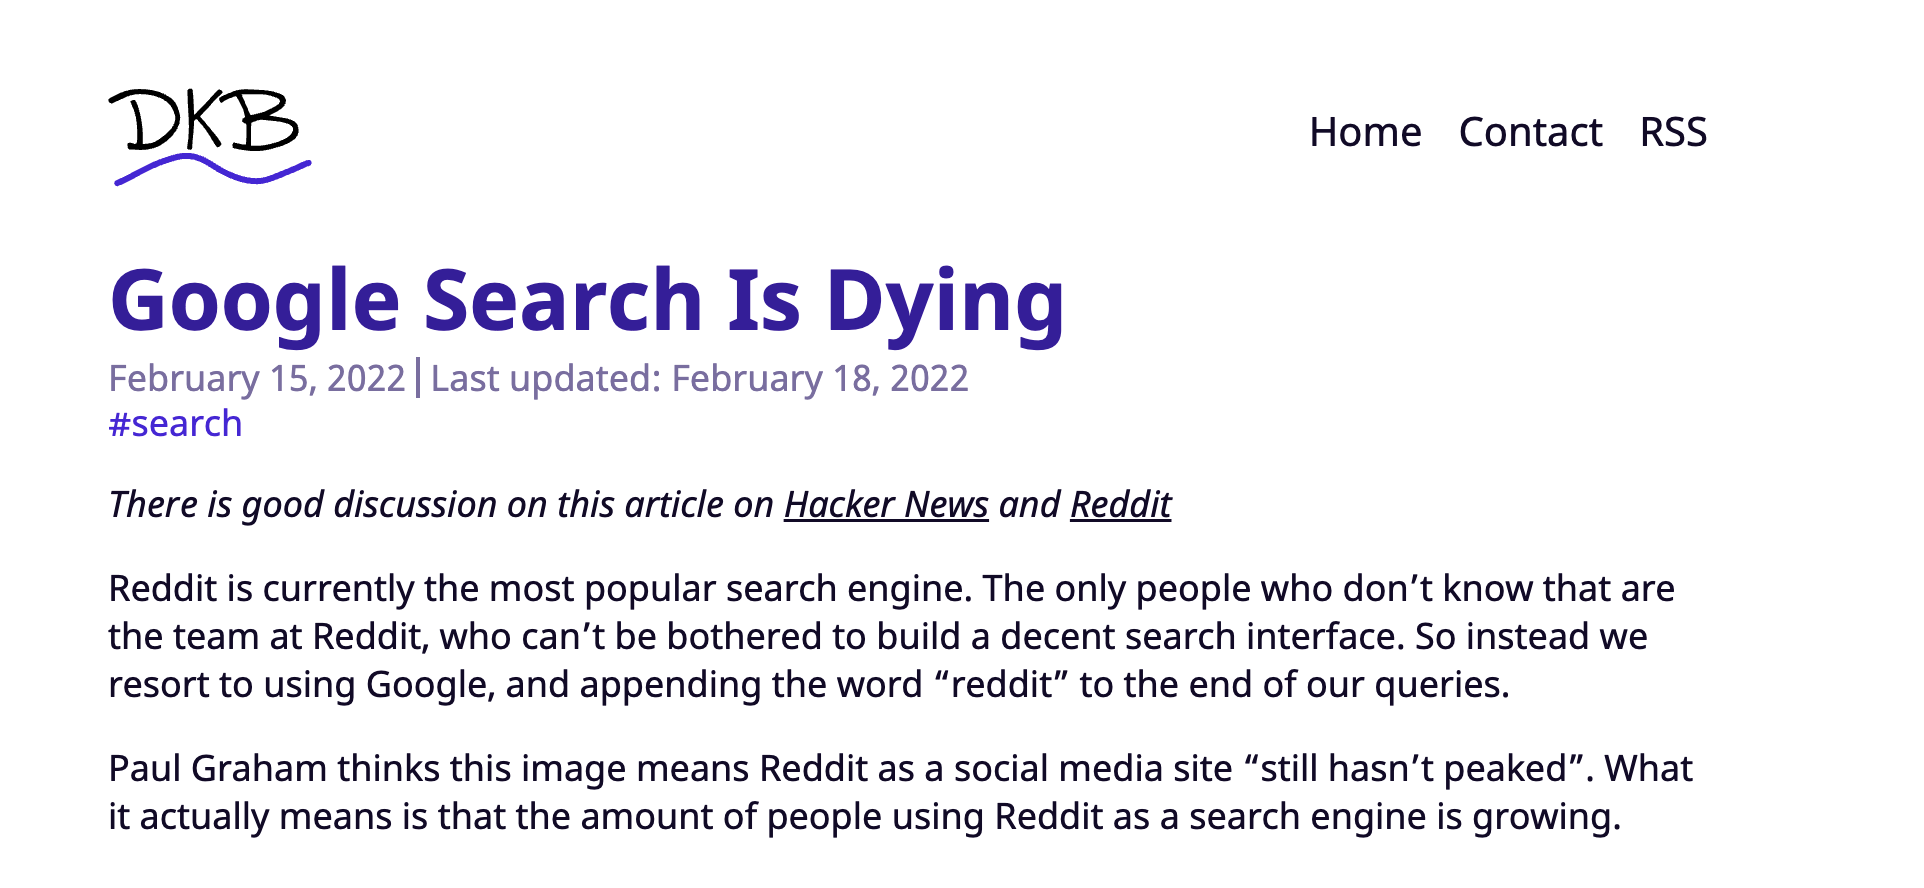 DKB
Home Contact RSS
Google Search Is Dying
February 15, 2022 | Last updated: February 18, 2022
#search
There is good discussion on this article on Hacker News and Reddit
Reddit is currently the most popular search engine. The only people who don’t know that are
the team at Reddit, who can’t be bothered to build a decent search interface. So instead we
resort to using Google, and appending the word “reddit” to the end of our queries.
Paul Graham thinks this image means Reddit as a social media site “still hasn’t peaked”. What
it actually means is that the amount of people using Reddit as a search engine is growing.